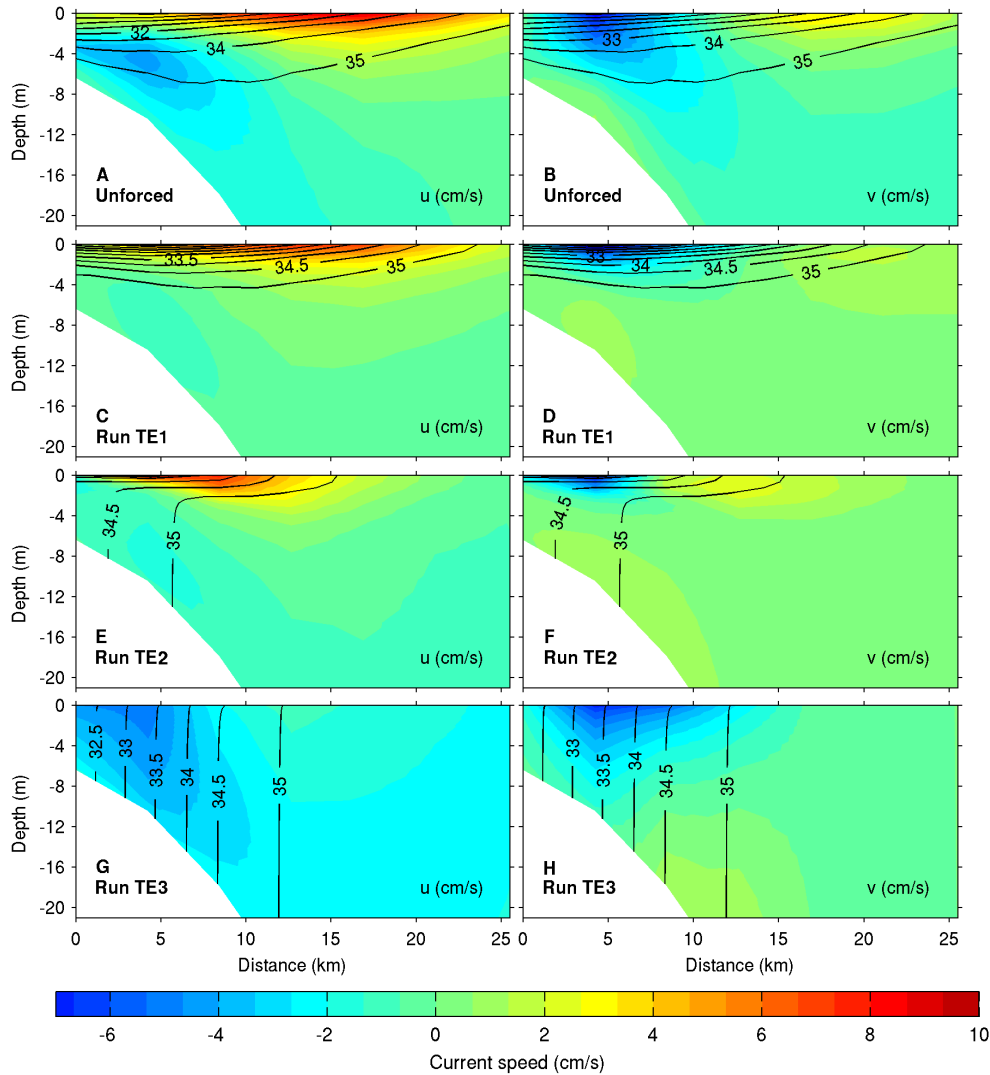 0
-4
-8
-12
-16
-20
Depth (m)
32
34
35
A
Unforced
u (cm/s)
33
34
35
B
Unforced
v (cm/s)
0
-4
-8
-12
-16
-20
Depth (m)
33.5
34.5
35
C
Run TE1
u (cm/s)
33
34
34.5
35
D
Run TE1
v (cm/s)
0
-4
-8
-12
-16
-20
Depth (m)
34.5
35
E
Run TE2
u (cm/s)
34.5
35
F
Run TE2
v (cm/s)
0
-4
-8
-12
-16
-20
Depth (m)
32.5
33
33.5
34
34.5
35
G
Run TE3
u (cm/s)
33
33.5
34
34.5
35
H
Run TE3
v (cm/s)
0 5 10 15 20 25
Distance (km)
0 5 10 15 20 25
Distance (km)
-6 -4 -2 0 2 4 6 8 10
Current speed (cm/s)